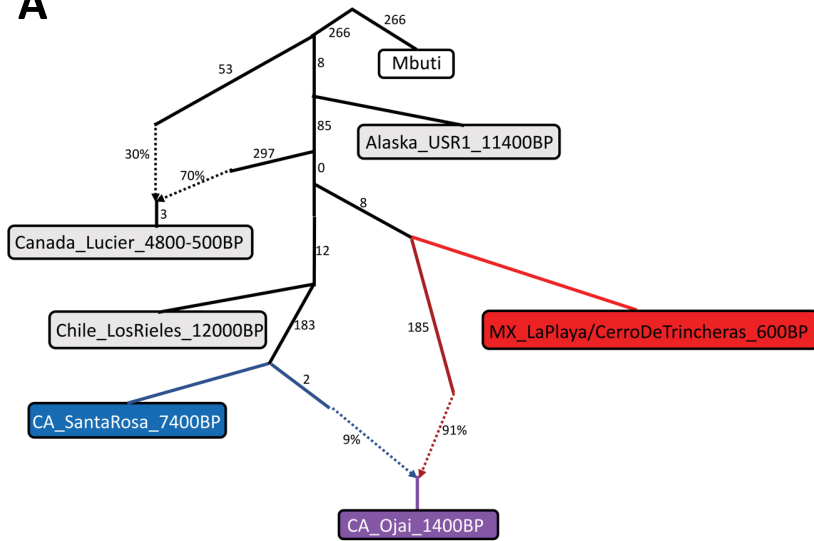 A
266
266
Mbuti
53
8
85
Alaska_USR1_11400BP
30%
297
70%
0
3
8
Canada_Lucier_4800-500BP
12
Chile_LosRieles_12000BP
183
185
MX_LaPlaya/CerroDeTrincheras_600BP
2
CA_SantaRosa_7400BP
9%
91%
CA_Ojai_1400BP